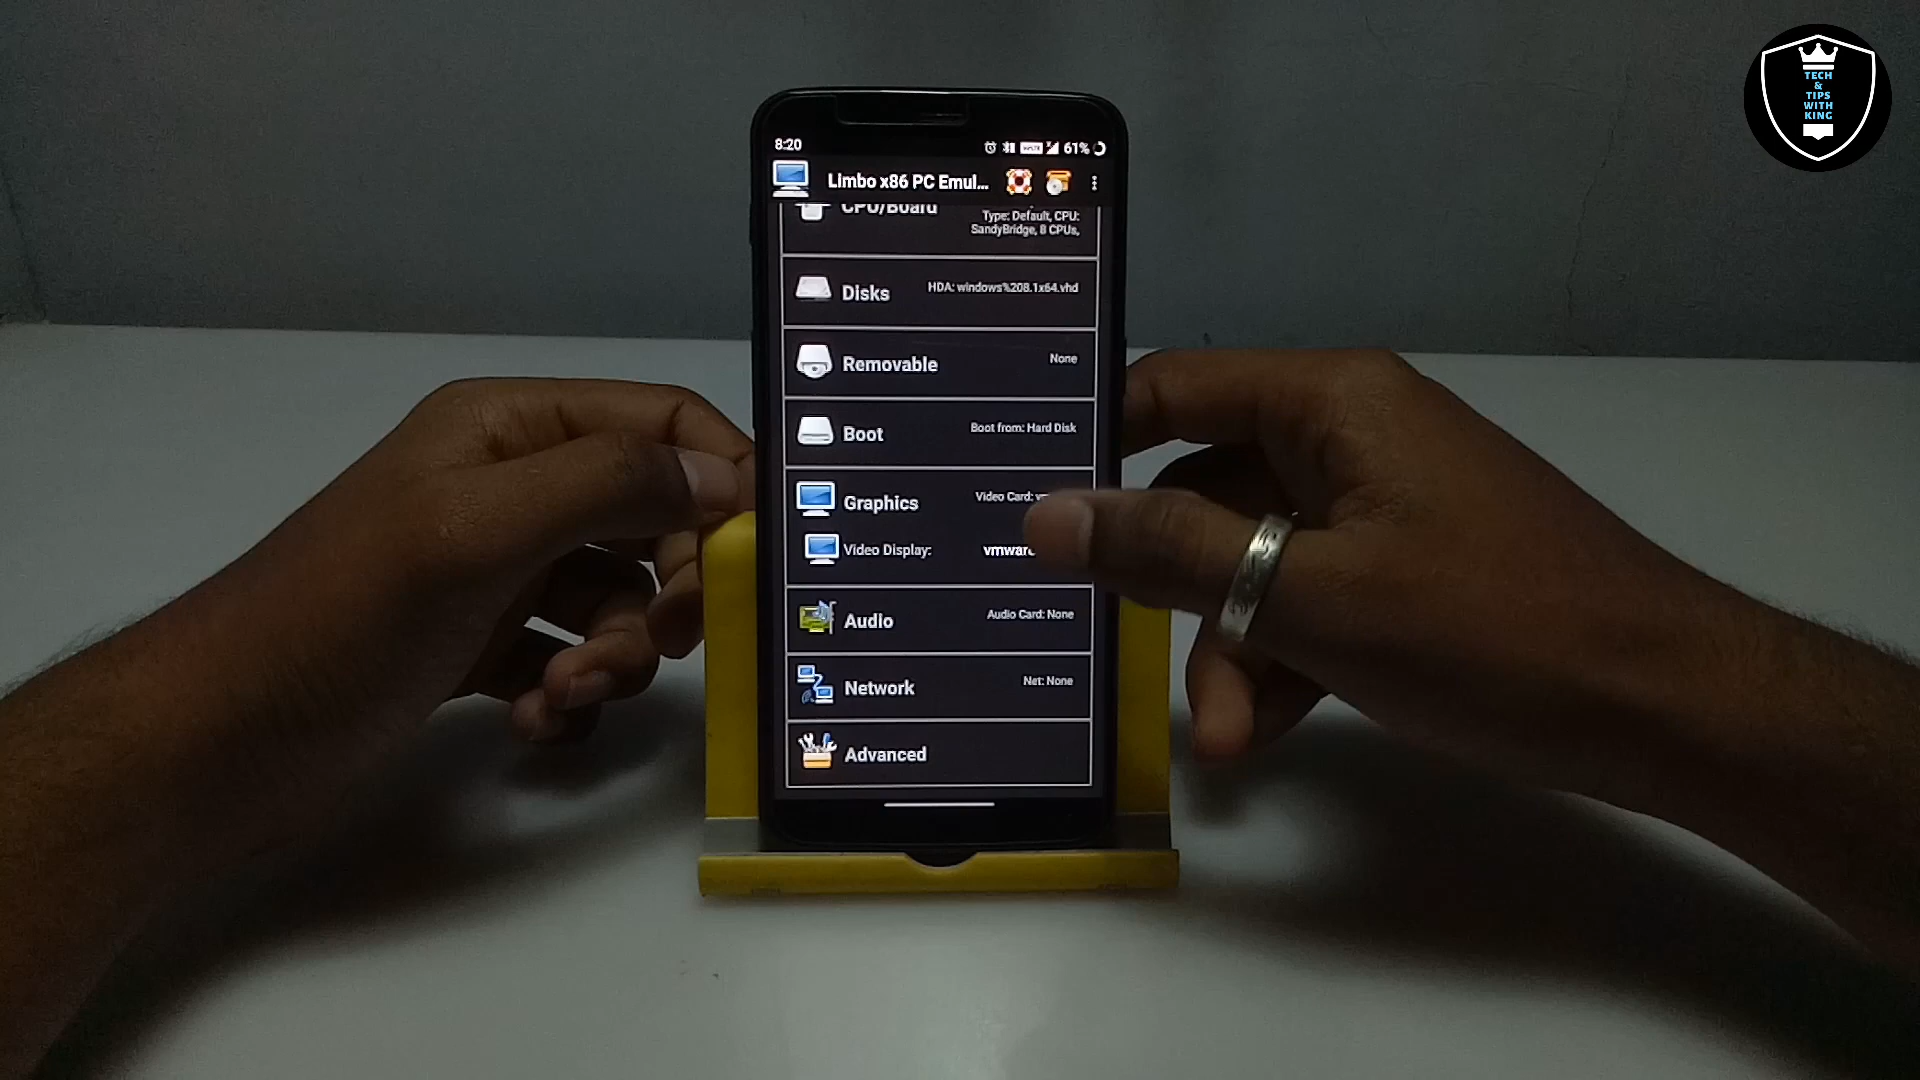 TECH
&
TIPS
WITH
KING
8:20
61%
Limbo x86 PC Emul...
CPU/Board
Type: Default, CPU:
SandyBridge, 8 CPUs,
Disks
HDA: windows%208.1x64.vhd
Removable
None
Boot
Boot from: Hard Disk
Graphics
Video Card:
Video Display:
Audio
Audio Card: None
Network
Net: None
Advanced